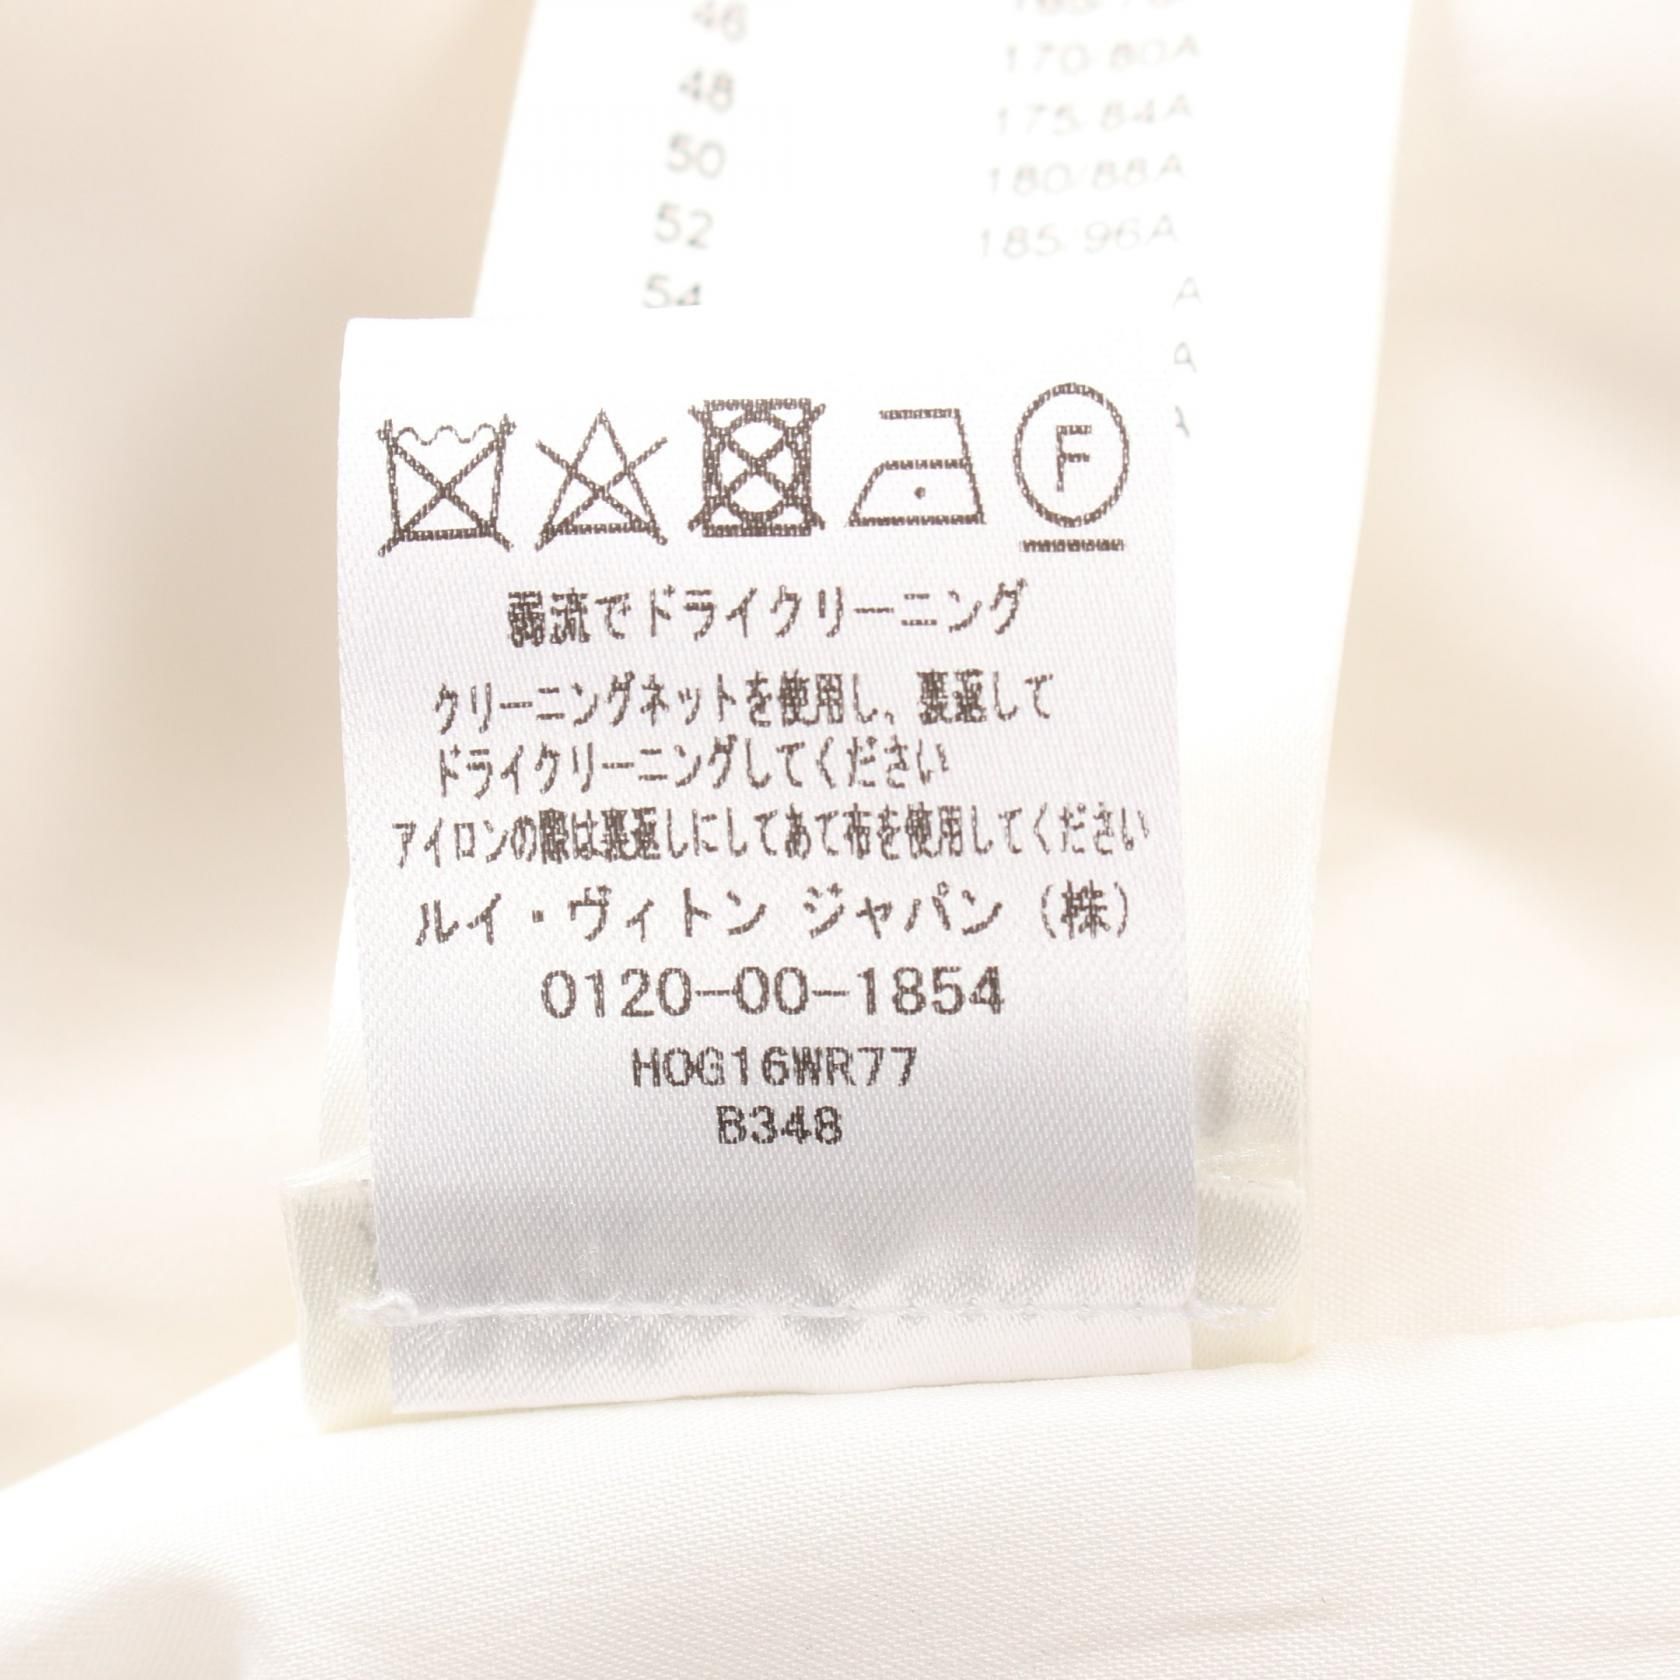 46
170/80A
48
175/84A
50
180/88A
52
185/96A
54
A
A
F
弱流でドライクリーニング
クリーニングネットを使用し、裏返して
ドライクリーニングしてください
アイロンの際は裏返しにしてあて布を使用してください
ルイ・ヴィトン ジャパン (株)
0120-00-1854
HOG16WR77
B348